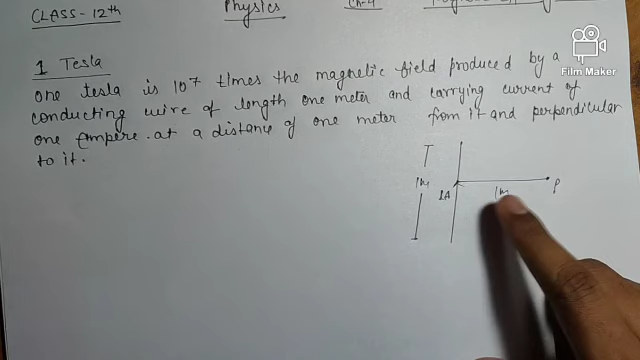 CLASS - 12th
Physics
Ch-4
1 Tesla
One tesla is 10⁷ times the magnetic field produced by a
conducting wire of length one meter and carrying current of
one Ampere. at a distance of one meter from it and perpendicular
to it.
1m
1A
1m
P
Film Maker